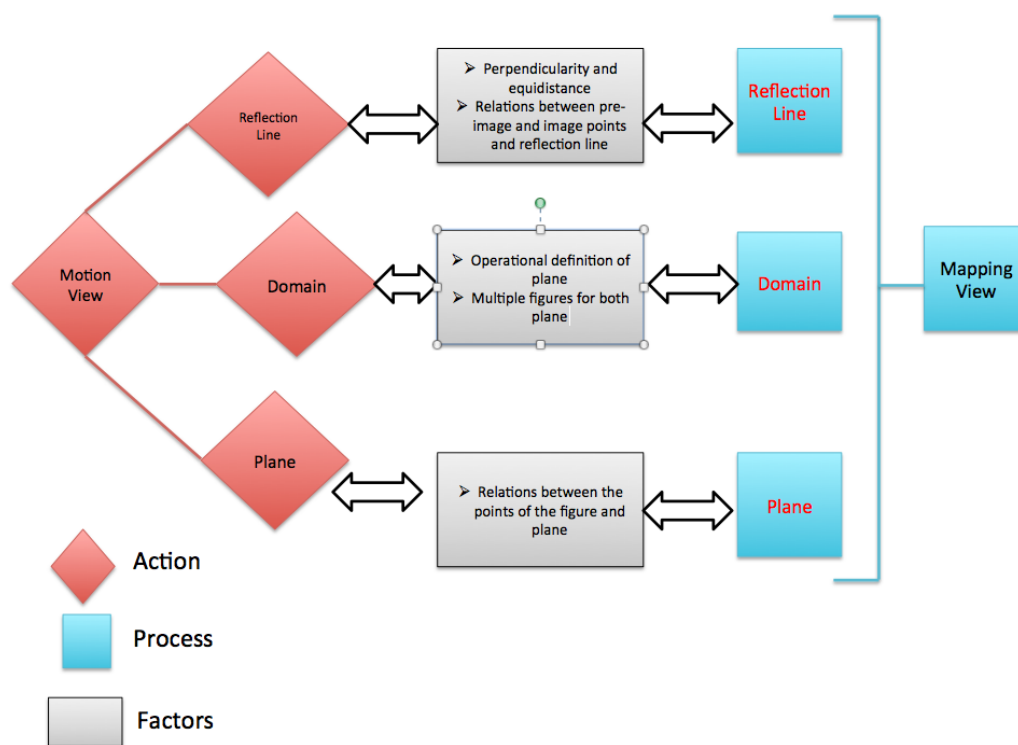 Reflection
Line
➢ Perpendicularity and
equidistance
➢ Relations between pre-
image and image points
and reflection line
Reflection
Line
Motion
View
Domain
➢ Operational definition of
plane
➢ Multiple figures for both
plane
Domain
Mapping
View
Plane
➢ Relations between the
points of the figure and
plane
Plane
Action
Process
Factors